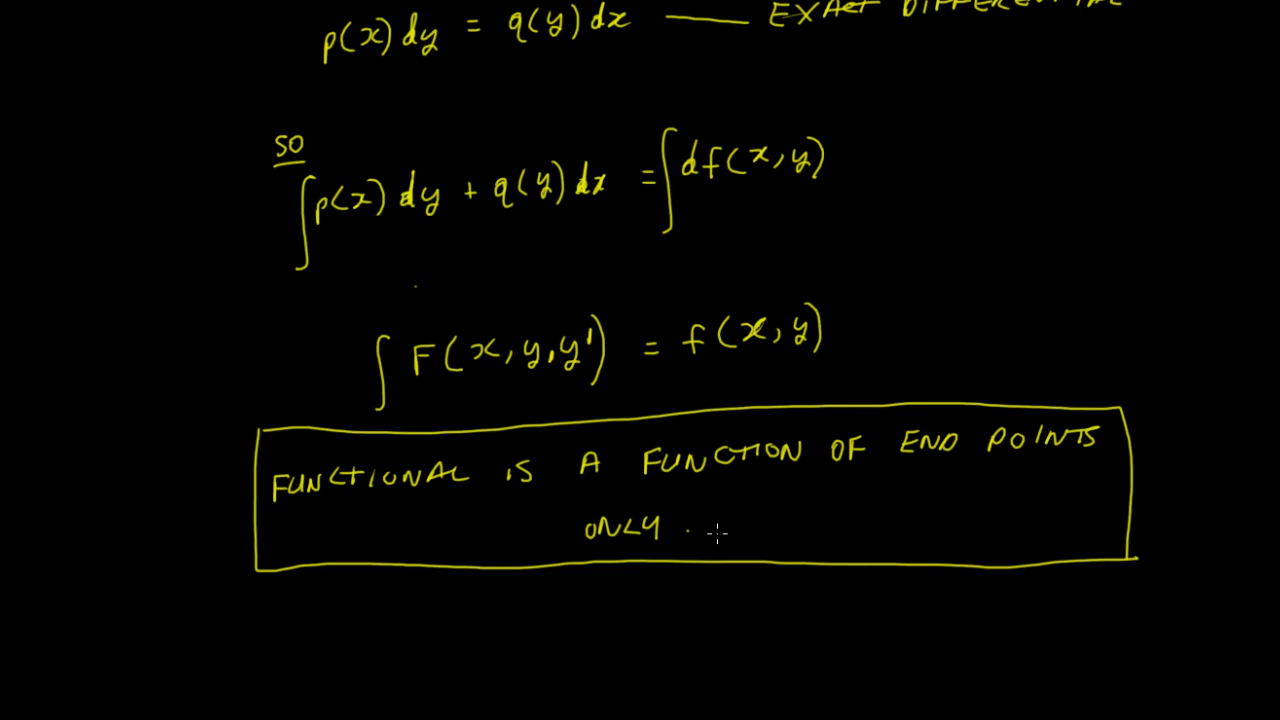 p(x) dy = q(y) dx — EXACT DIFFERENTIAL
SO
∫ p(x) dy + q(y) dx = ∫ df(x, y)
∫ F(x, y, y') = f(x, y)
FUNCTIONAL IS A FUNCTION OF END POINTS
ONLY .